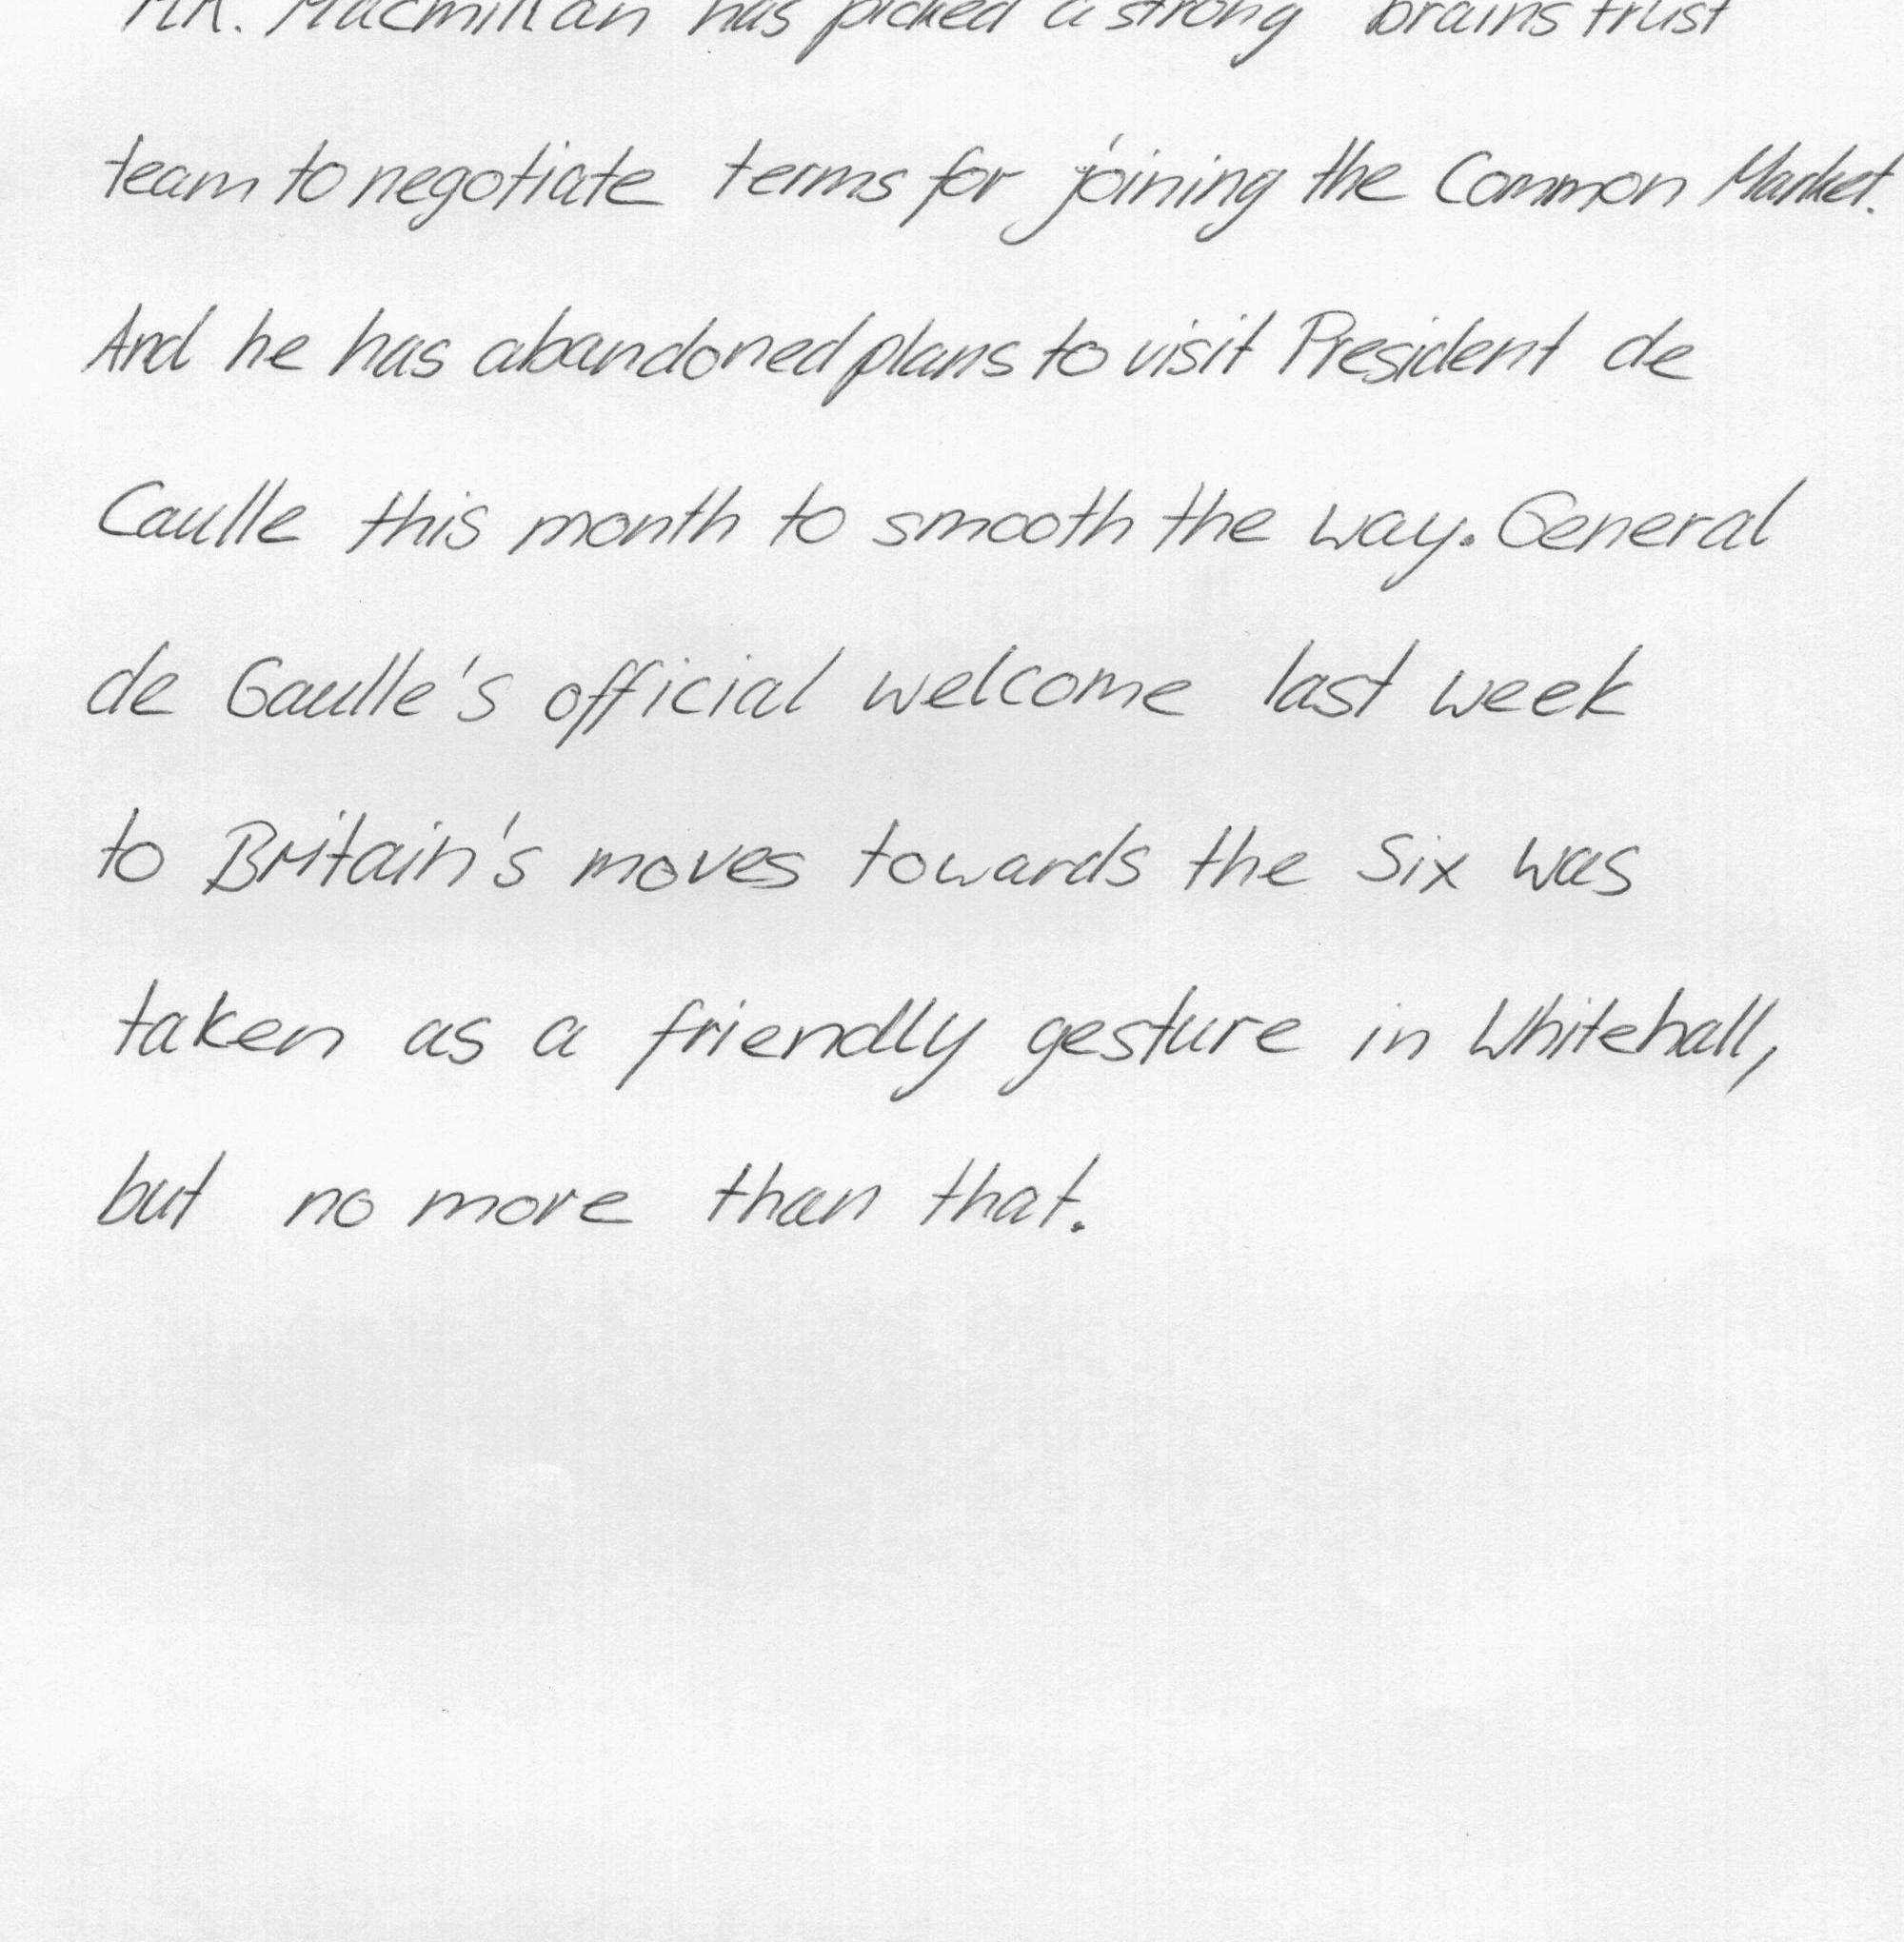 MR. Macmillan has picked a strong brains trust
team to negotiate terms for joining the Common Market.
And he has abandoned plans to visit President de
Caulle this month to smooth the way. General
de Gaulle's official welcome last week
to Britain's moves towards the Six was
taken as a friendly gesture in Whitehall,
but no more than that.